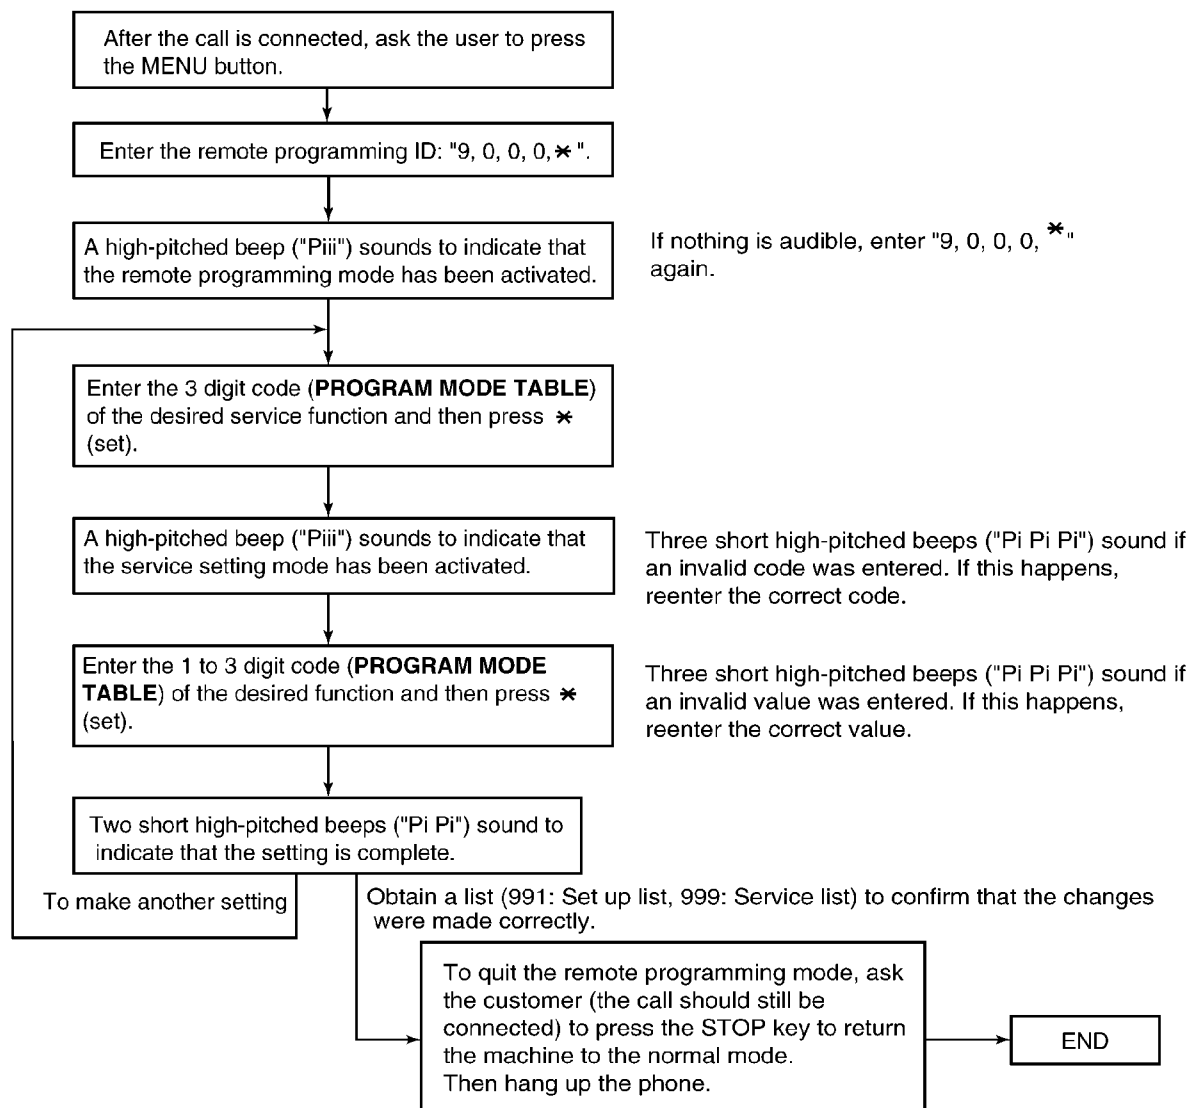 After the call is connected, ask the user to press
the MENU button.
Enter the remote programming ID: "9, 0, 0, 0, * ".
A high-pitched beep ("Piii") sounds to indicate that
the remote programming mode has been activated.
If nothing is audible, enter "9, 0, 0, 0, * "
again.
Enter the 3 digit code (PROGRAM MODE TABLE)
of the desired service function and then press *
(set).
A high-pitched beep ("Piii") sounds to indicate that
the service setting mode has been activated.
Three short high-pitched beeps ("Pi Pi Pi") sound if
an invalid code was entered. If this happens,
reenter the correct code.
Enter the 1 to 3 digit code (PROGRAM MODE
TABLE) of the desired function and then press *
(set).
Three short high-pitched beeps ("Pi Pi Pi") sound if
an invalid value was entered. If this happens,
reenter the correct value.
Two short high-pitched beeps ("Pi Pi") sound to
indicate that the setting is complete.
To make another setting
Obtain a list (991: Set up list, 999: Service list) to confirm that the changes
were made correctly.
To quit the remote programming mode, ask
the customer (the call should still be
connected) to press the STOP key to return
the machine to the normal mode.
Then hang up the phone.
END